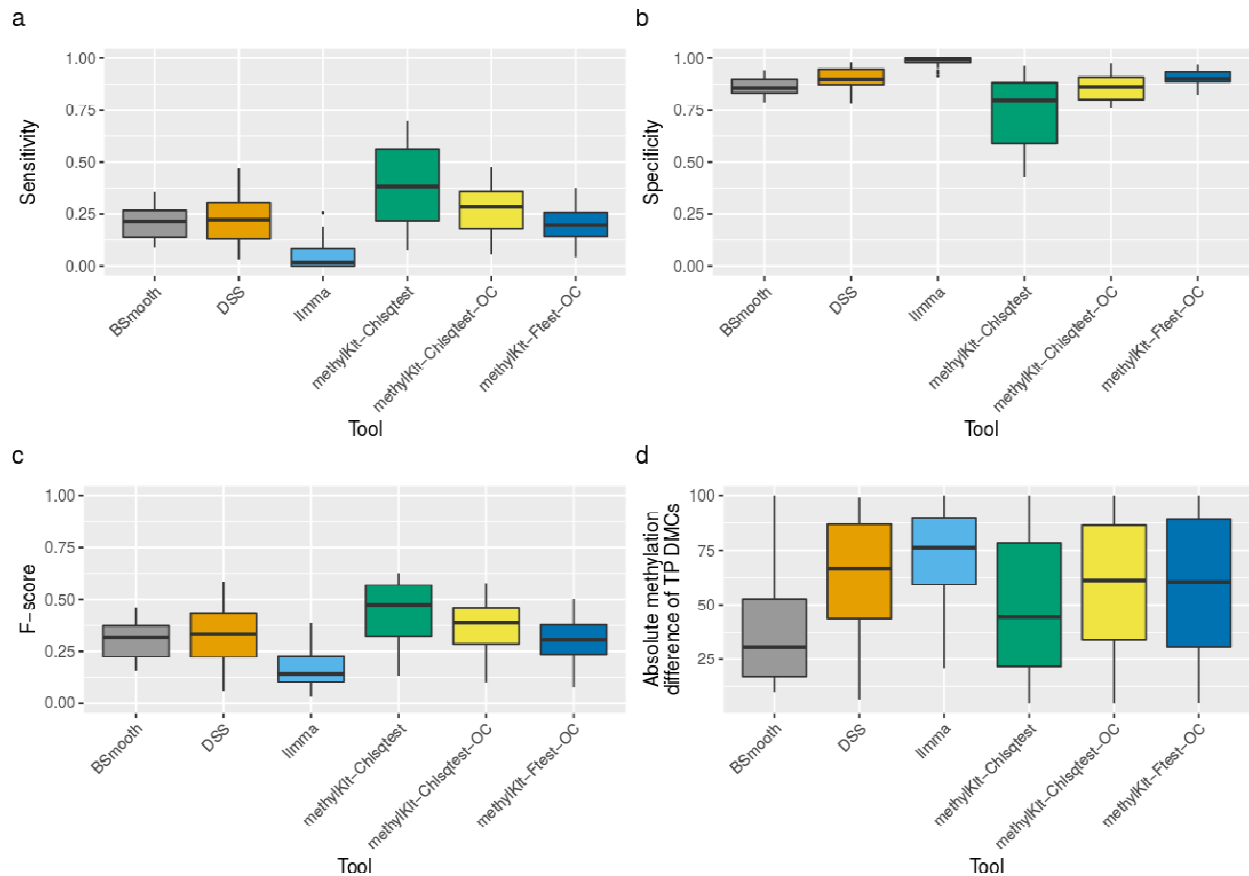 a
1.00
0.75
0.50
0.25
0.00
Sensitivity
BSmooth
DSS
limma
methylKit-Chisqtest
methylKit-Chisqtest-OC
methylKit-Ftest-OC
Tool
b
1.00
0.75
0.50
0.25
0.00
Specificity
BSmooth
DSS
limma
methylKit-Chisqtest
methylKit-Chisqtest-OC
methylKit-Ftest-OC
Tool
c
1.00
0.75
0.50
0.25
0.00
F-score
BSmooth
DSS
limma
methylKit-Chisqtest
methylKit-Chisqtest-OC
methylKit-Ftest-OC
Tool
d
100
75
50
25
Absolute methylation
difference of TP DMCs
BSmooth
DSS
limma
methylKit-Chisqtest
methylKit-Chisqtest-OC
methylKit-Ftest-OC
Tool